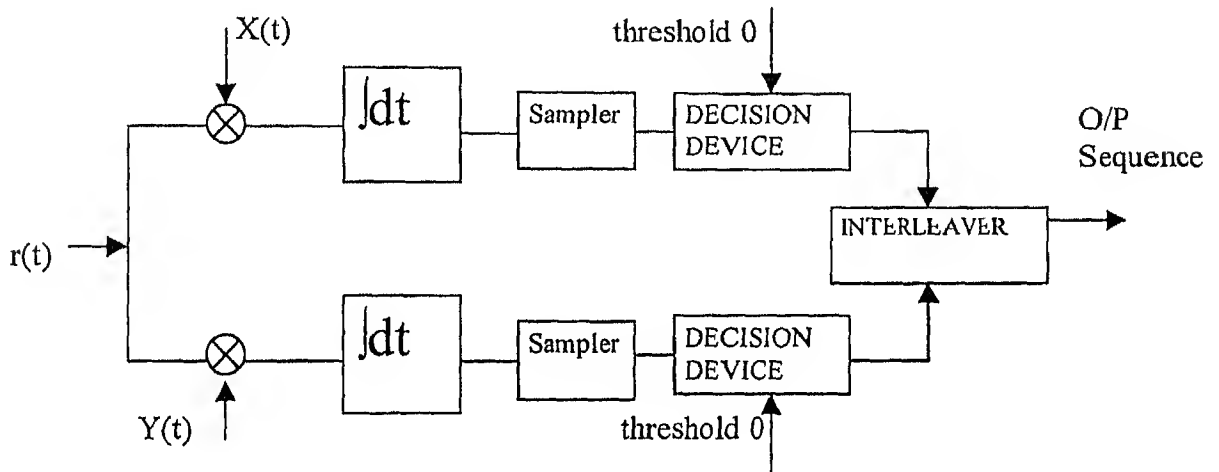 X(t)
threshold 0
∫dt
Sampler
DECISION
DEVICE
O/P
Sequence
INTERLEAVER
r(t)
∫dt
Sampler
DECISION
DEVICE
Y(t)
threshold 0